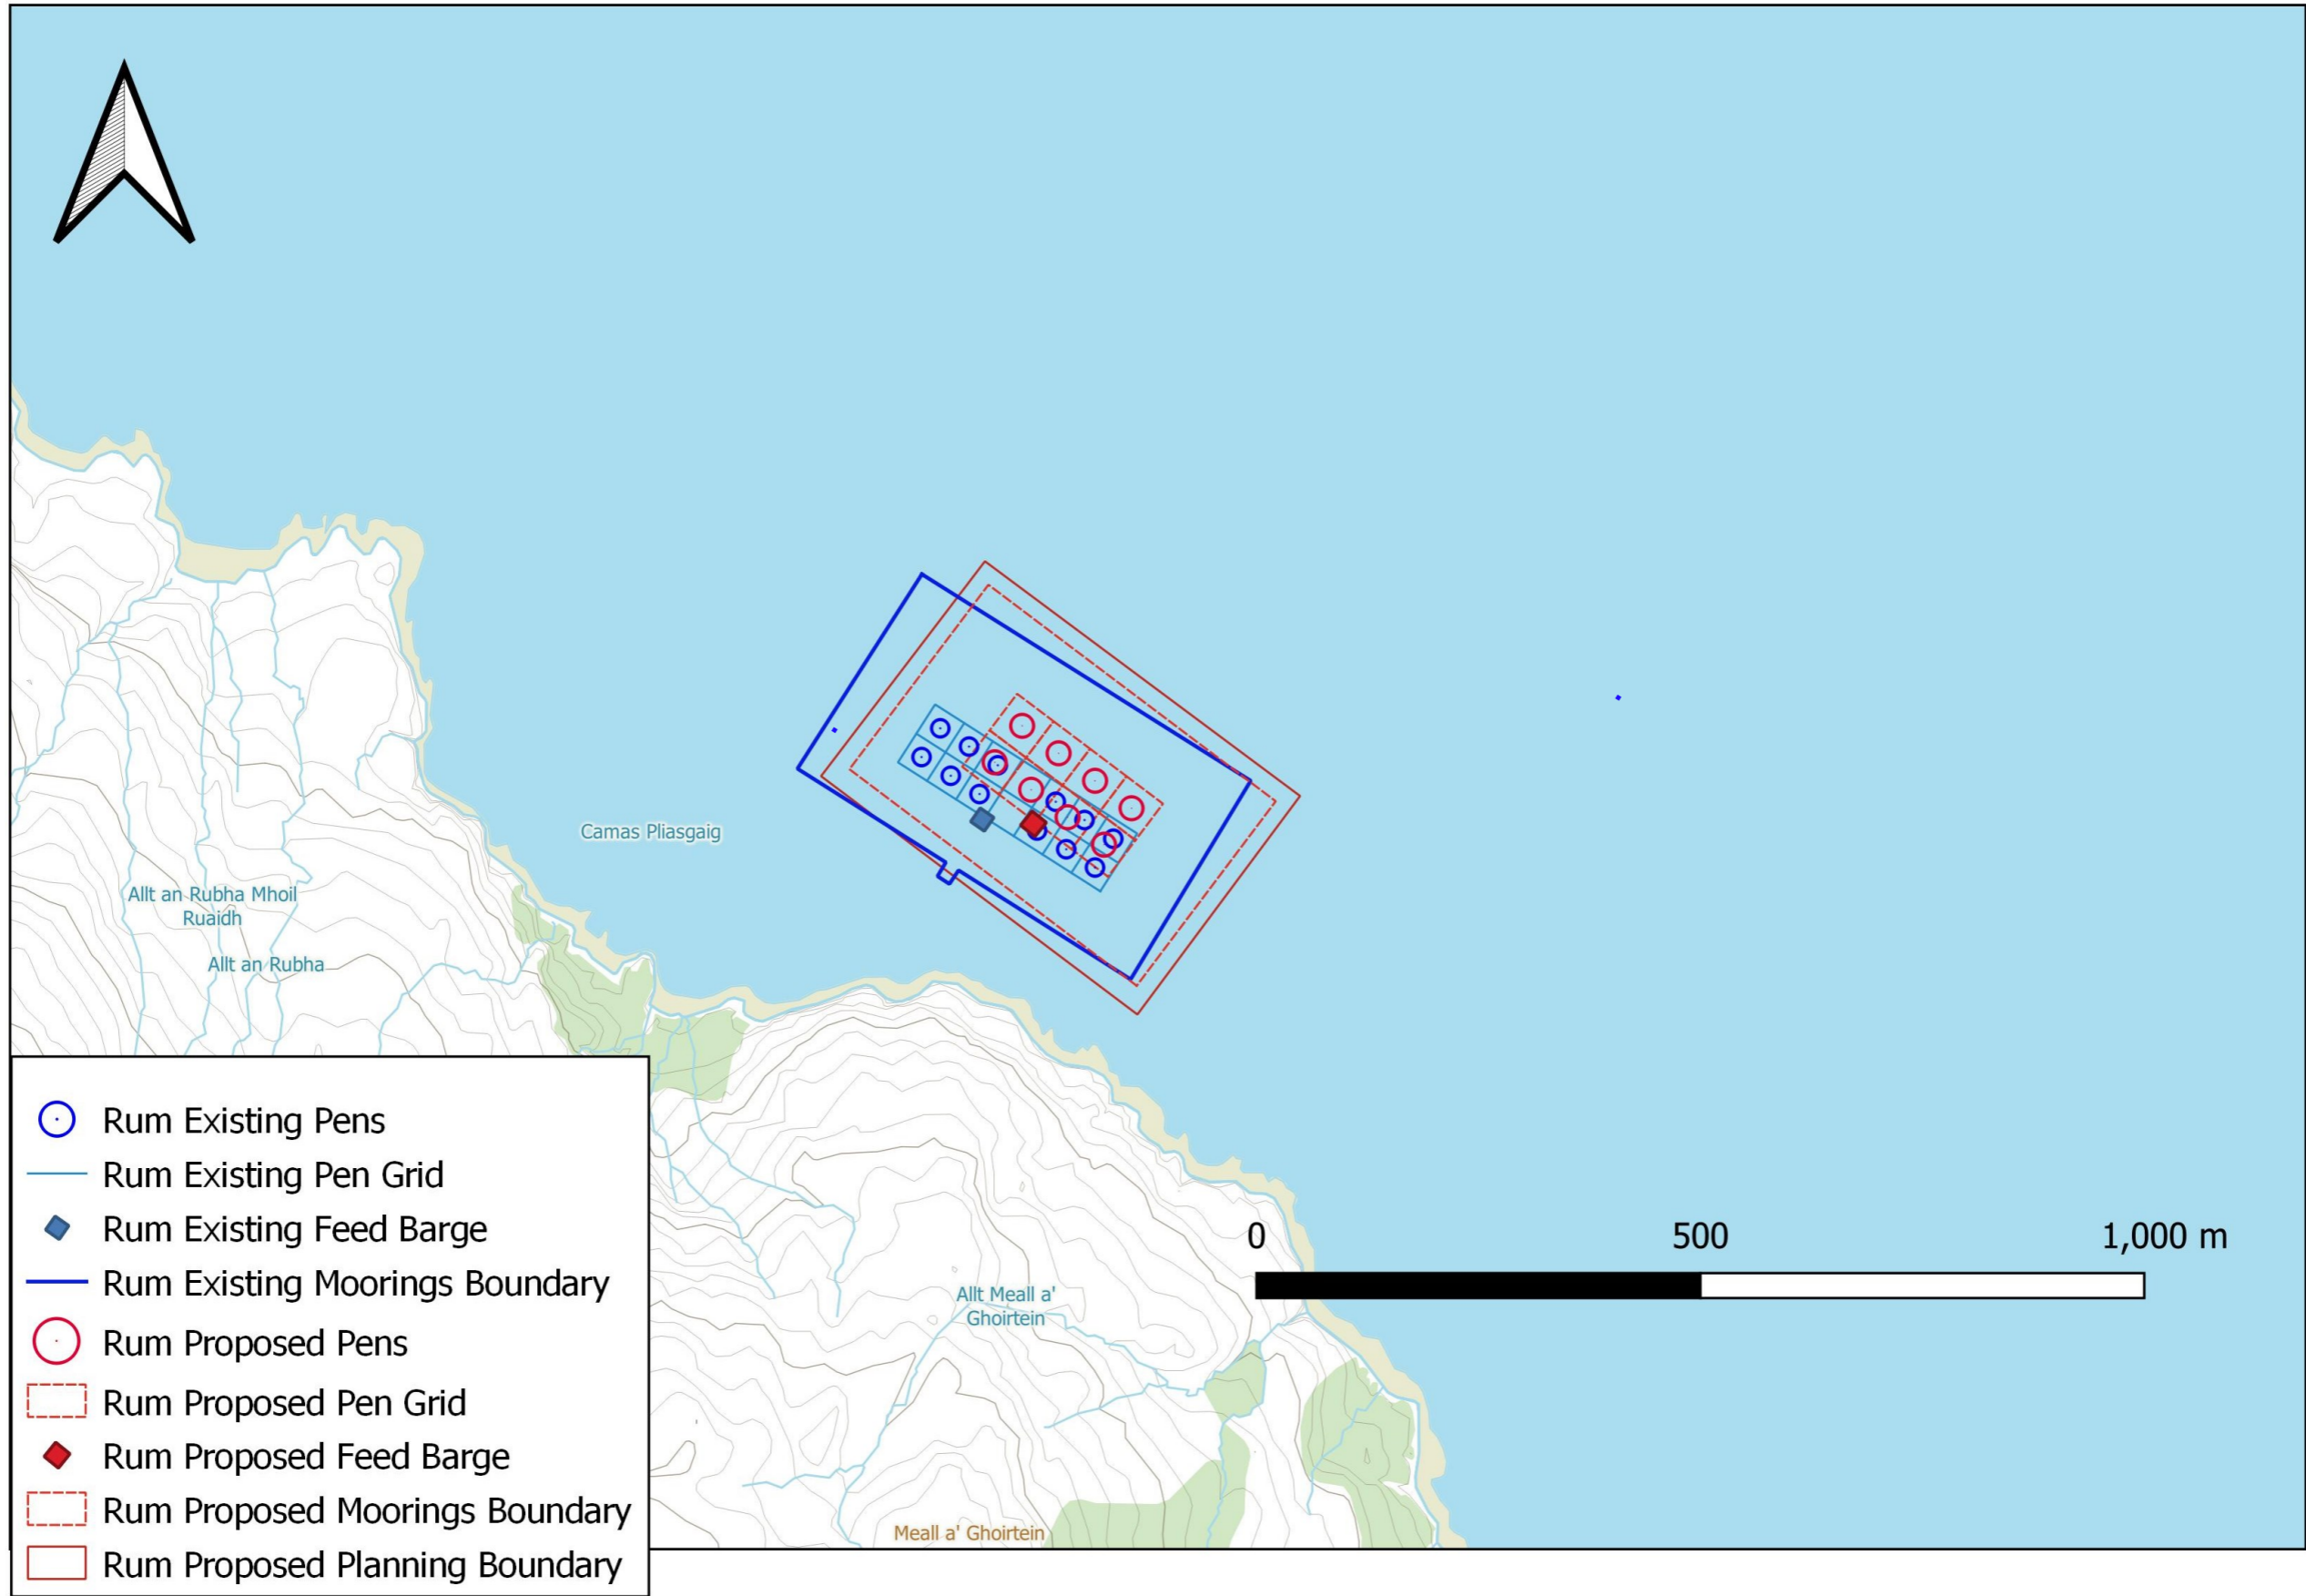 Camas Pliasgaig
Allt an Rubha Mhoil
Ruaidh
Allt an Rubha
0 500 1,000 m
Allt Meall a'
Ghoirtein
Meall a' Ghoirtein
Rum Existing Pens
Rum Existing Pen Grid
Rum Existing Feed Barge
Rum Existing Moorings Boundary
Rum Proposed Pens
Rum Proposed Pen Grid
Rum Proposed Feed Barge
Rum Proposed Moorings Boundary
Rum Proposed Planning Boundary